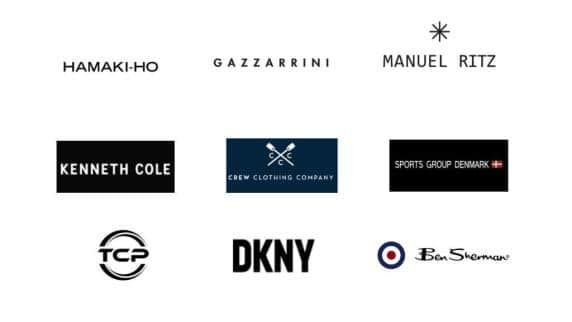 HAMAKI-HO
GAZZARRINI
MANUEL RITZ
KENNETH COLE
C C C
CREW CLOTHING COMPANY
SPORTS GROUP DENMARK
TCP
DKNY
Ben Sherman